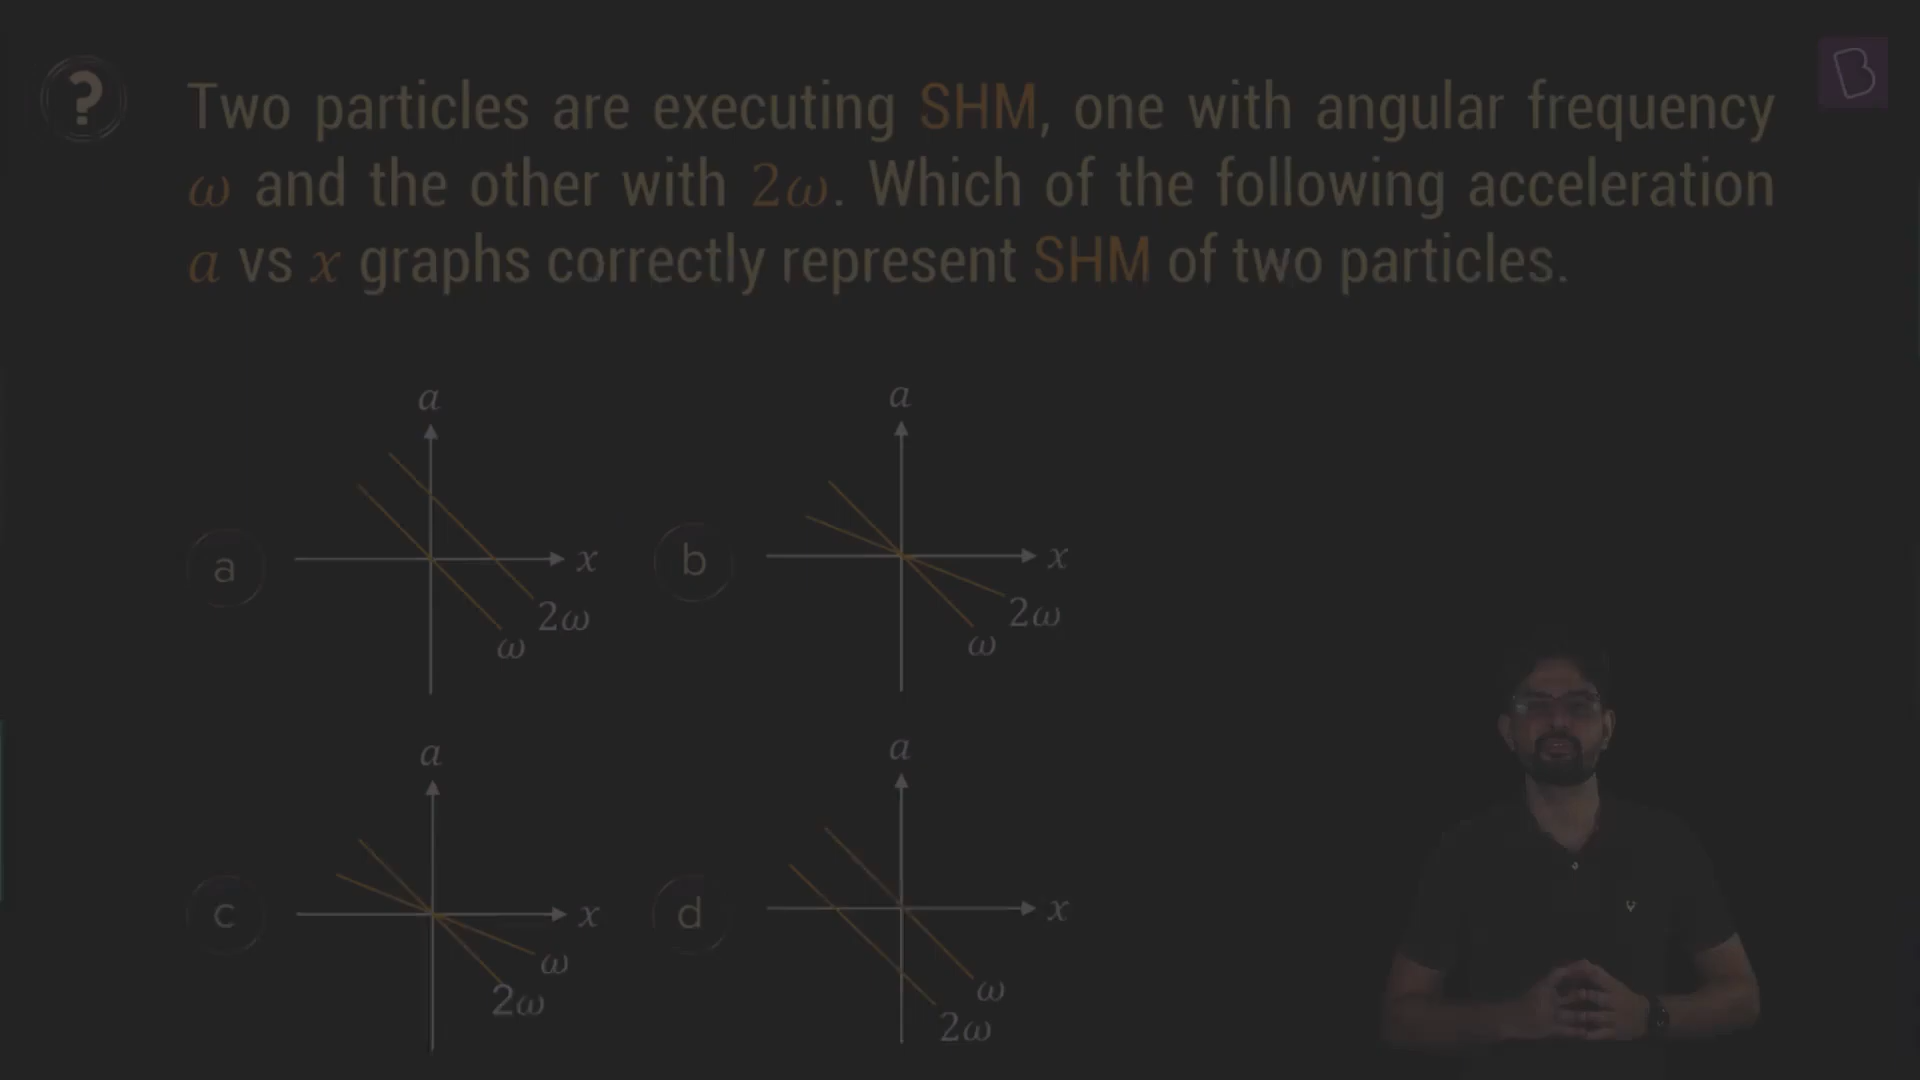 ?
Two particles are executing SHM, one with angular frequency
ω and the other with 2ω. Which of the following acceleration
a vs x graphs correctly represent SHM of two particles.
B
a
a
x
2ω
ω
b
a
x
2ω
ω
c
a
x
ω
2ω
d
a
x
ω
2ω